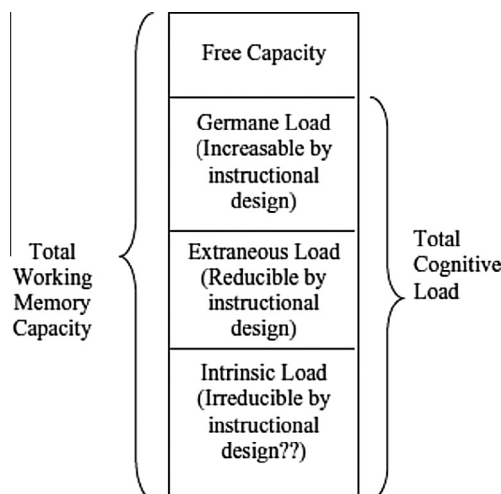 Free Capacity
Germane Load
(Increasable by
instructional
design)
Extraneous Load
(Reducible by
instructional
design)
Intrinsic Load
(Irreducible by
instructional
design??)
Total
Working
Memory
Capacity
Total
Cognitive
Load